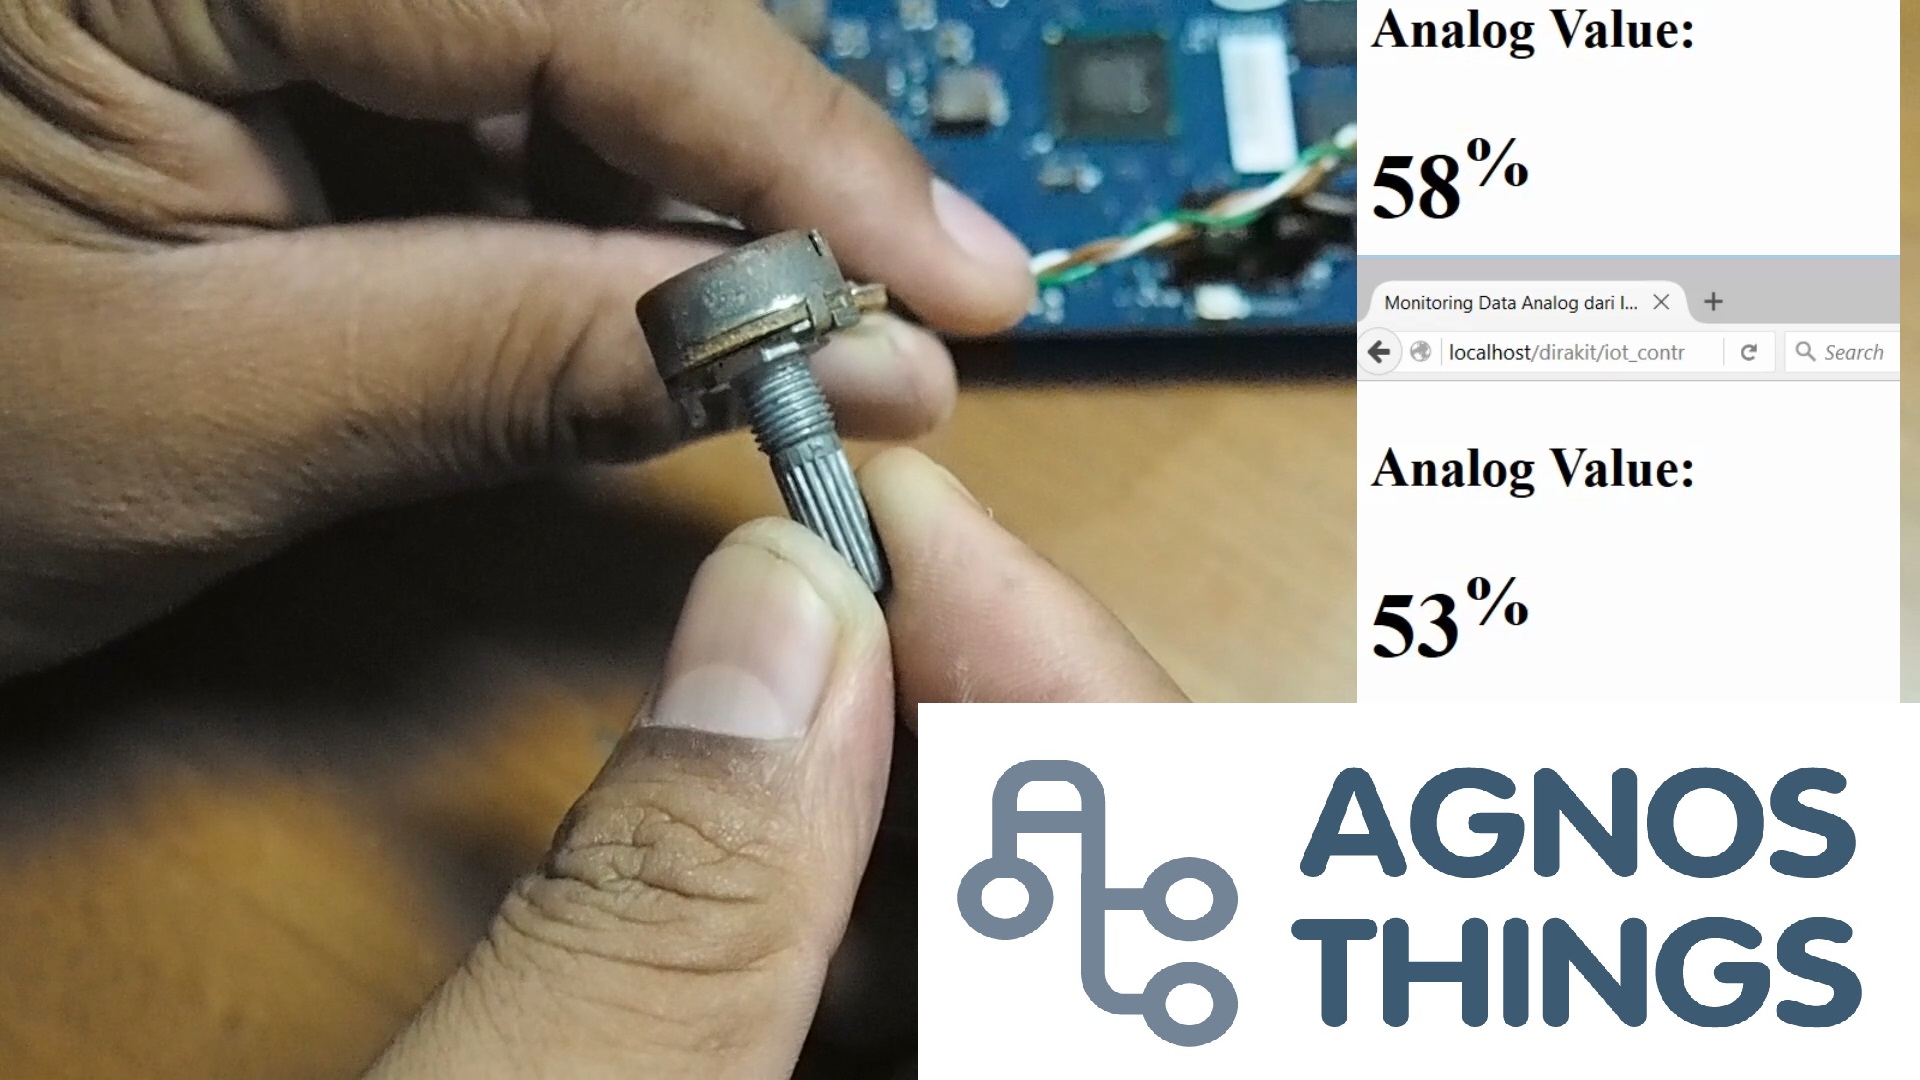 Analog Value:
58%
Monitoring Data Analog dari I...
localhost/dirakit/iot_contr
Search
Analog Value:
53%
AGNOS
THINGS